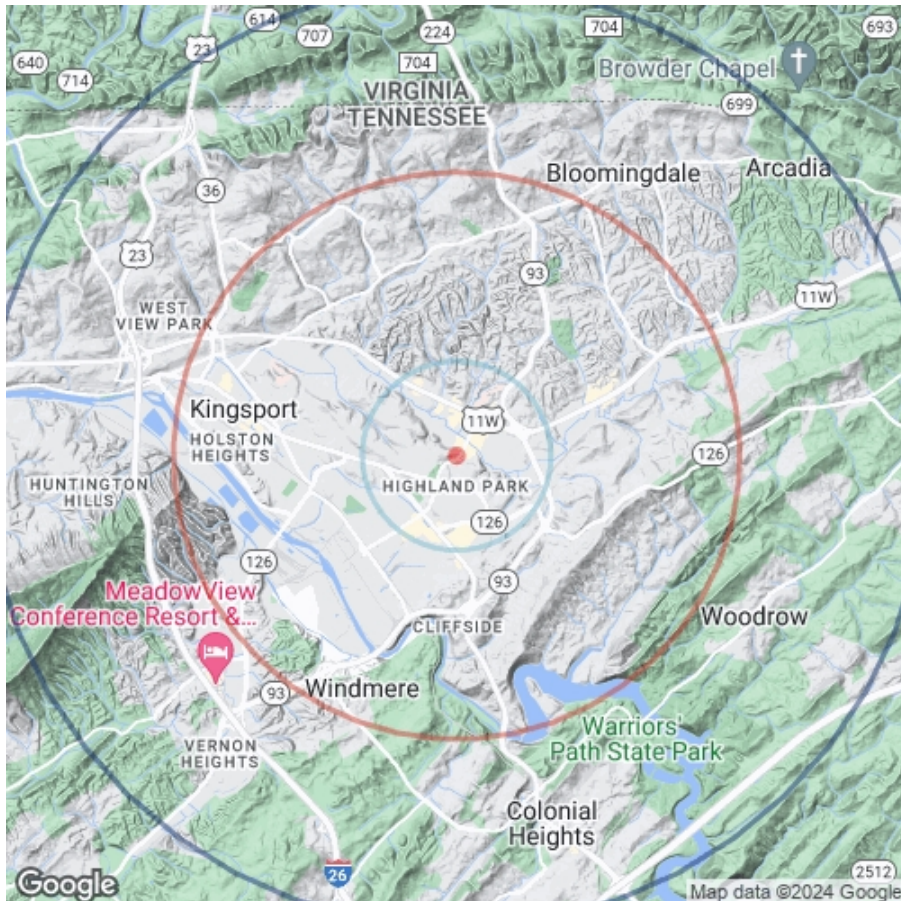 614
224
704
693
23
707
640
704
Browder Chapel
714
VIRGINIA
TENNESSEE
699
Bloomingdale
Arcadia
36
23
93
11W
WEST
VIEW PARK
Kingsport
11W
HOLSTON
HEIGHTS
126
HUNTINGTON
HILLS
HIGHLAND PARK
126
126
93
MeadowView
Conference Resort &...
Woodrow
CLIFFSIDE
93
Windmere
Warriors'
Path State Park
VERNON
HEIGHTS
Colonial
Heights
26
2512
Google
Map data ©2024 Google